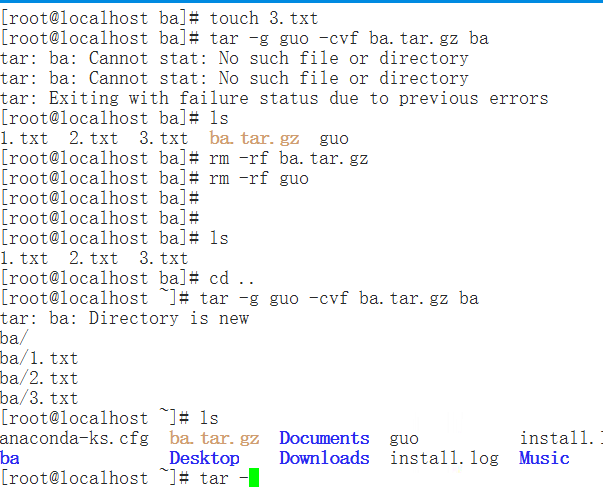 [root@localhost ba]# touch 3.txt
[root@localhost ba]# tar -g guo -cvf ba.tar.gz ba
tar: ba: Cannot stat: No such file or directory
tar: ba: Cannot stat: No such file or directory
tar: Exiting with failure status due to previous errors
[root@localhost ba]# ls
1.txt  2.txt  3.txt  ba.tar.gz  guo
[root@localhost ba]# rm -rf ba.tar.gz
[root@localhost ba]# rm -rf guo
[root@localhost ba]#
[root@localhost ba]#
[root@localhost ba]# ls
1.txt  2.txt  3.txt
[root@localhost ba]# cd ..
[root@localhost ~]# tar -g guo -cvf ba.tar.gz ba
tar: ba: Directory is new
ba/
ba/1.txt
ba/2.txt
ba/3.txt
[root@localhost ~]# ls
anaconda-ks.cfg  ba.tar.gz  Documents  guo          install.l
ba               Desktop    Downloads  install.log  Music
[root@localhost ~]# tar -